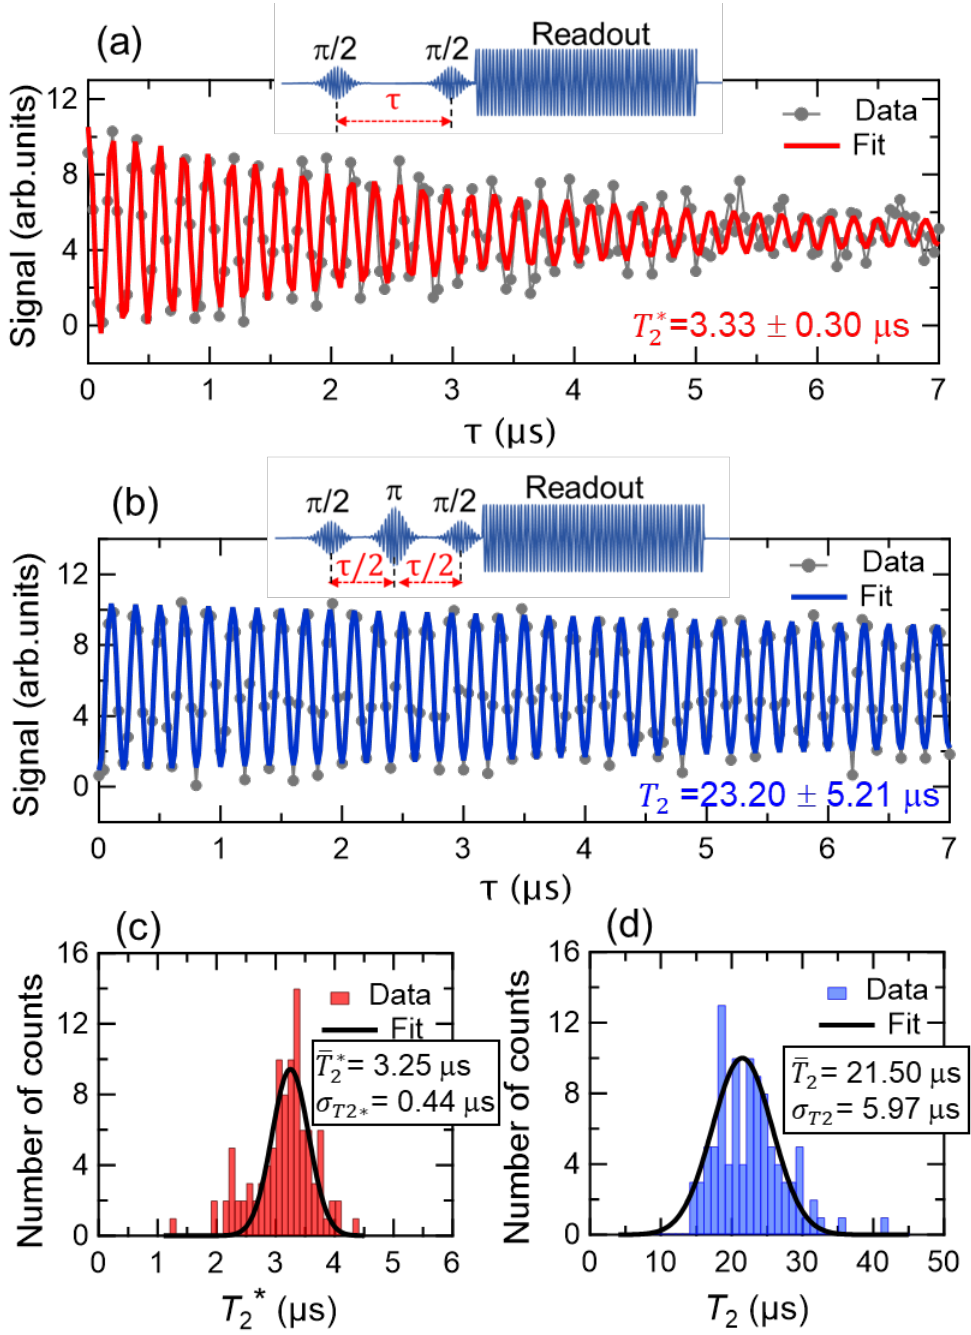 (a)
π/2 π/2 Readout
τ
12
8
4
0
Signal (arb.units)
Data
Fit
T₂*=3.33 ± 0.30 μs
0 1 2 3 4 5 6 7
τ (μs)
(b)
π/2 π π/2 Readout
τ/2 τ/2
12
8
4
0
Signal (arb.units)
Data
Fit
T₂ =23.20 ± 5.21 μs
0 1 2 3 4 5 6 7
τ (μs)
(c)
16
12
8
4
0
Number of counts
Data
Fit
T̅₂*= 3.25 μs
σ_T2*= 0.44 μs
0 1 2 3 4 5 6
T₂* (μs)
(d)
16
12
8
4
0
Number of counts
Data
Fit
T̅₂= 21.50 μs
σ_T2= 5.97 μs
0 10 20 30 40 50
T₂ (μs)